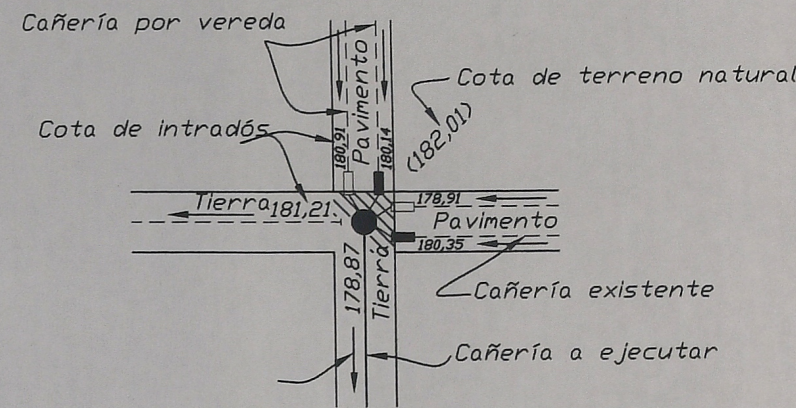 Cañería por vereda
Pavimento
Cota de terreno natural
Cota de intradós
180,91
180,14
(182,01)
Tierra
181,21
178,91
Pavimento
180,35
178,87
Tierra
Cañería existente
Cañería a ejecutar